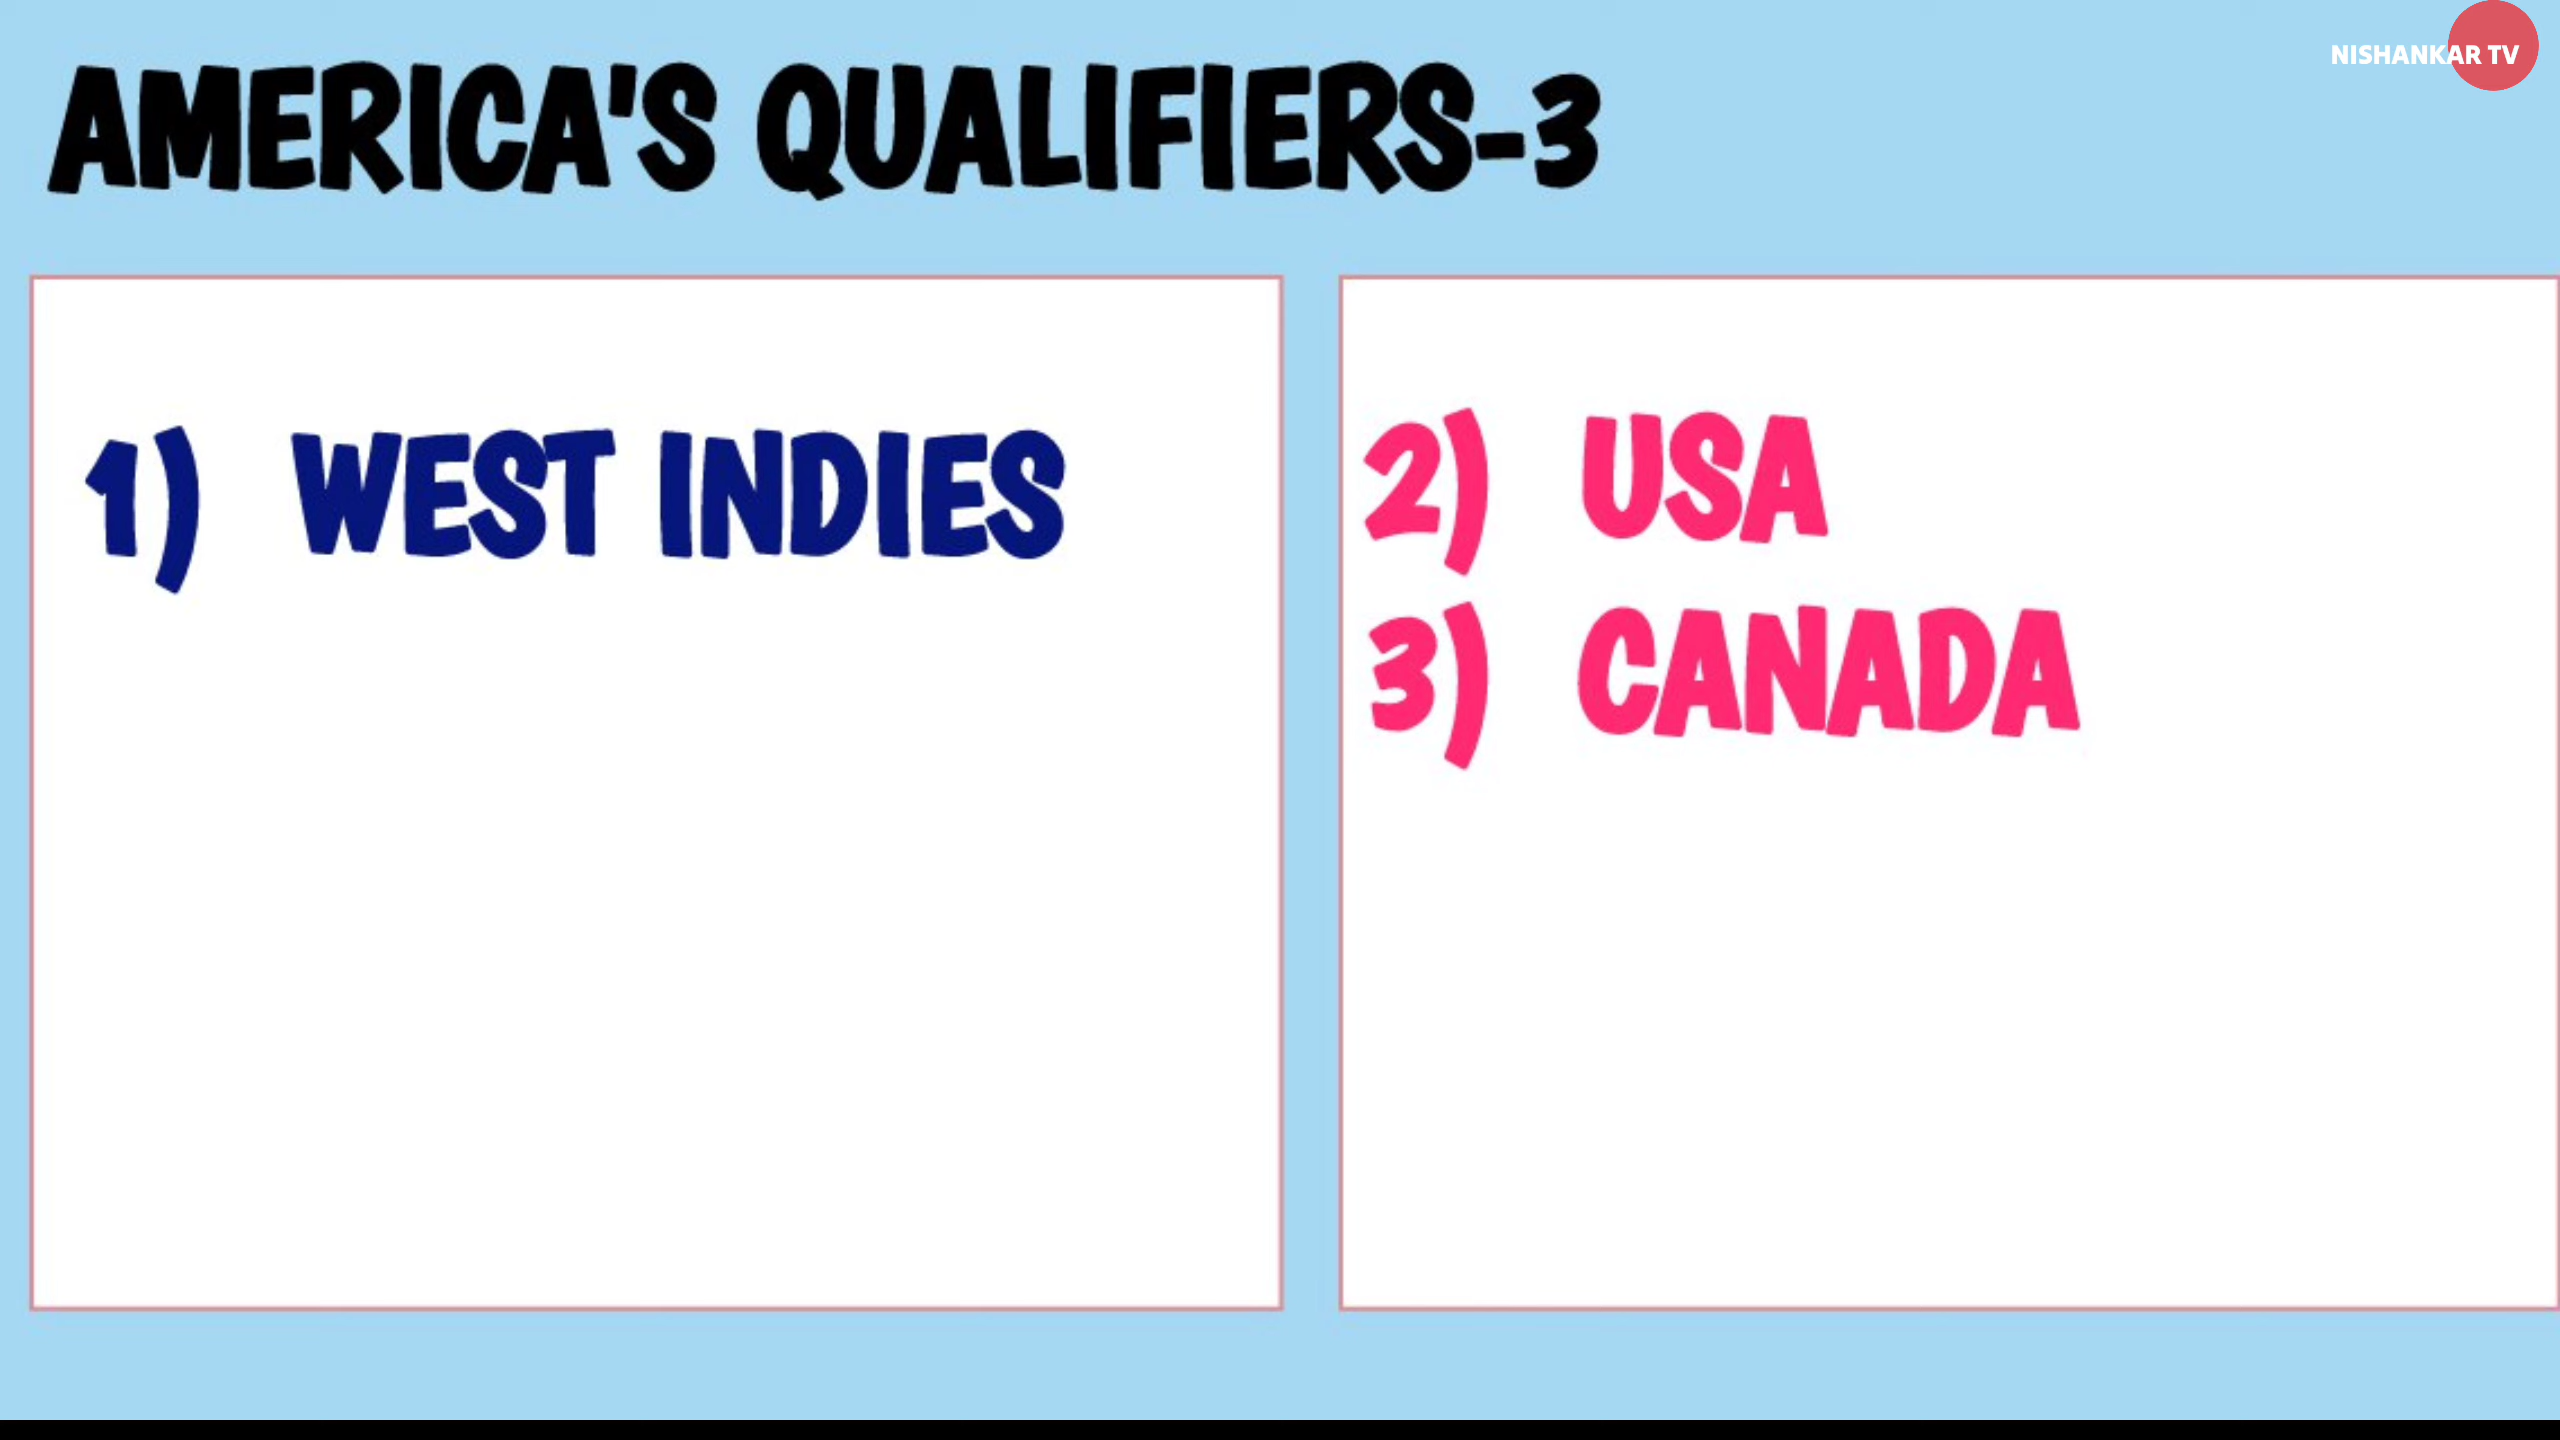 NISHANKAR TV
AMERICA'S QUALIFIERS-3
1) WEST INDIES
2) USA
3) CANADA